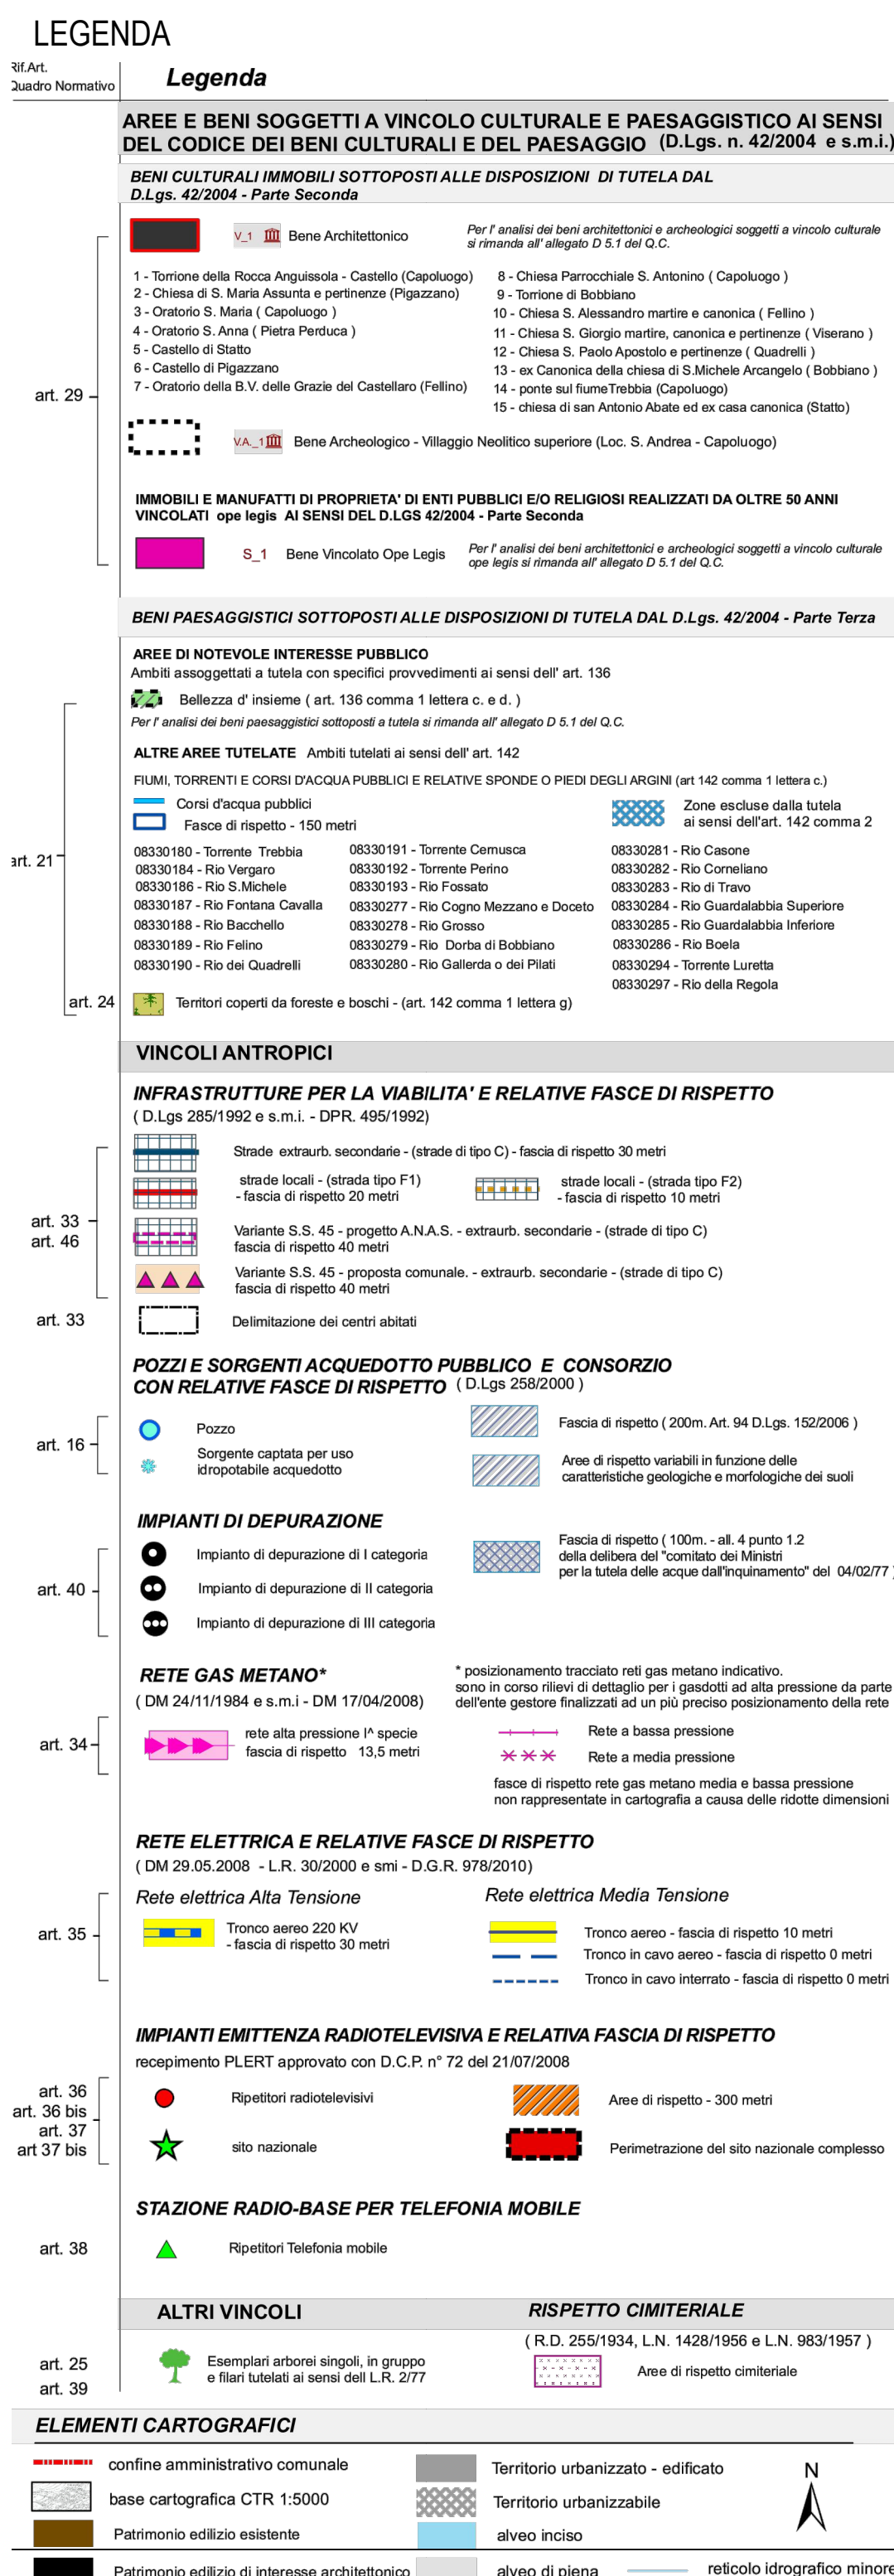 LEGENDA
Rif.Art.
Quadro Normativo
Legenda
AREE E BENI SOGGETTI A VINCOLO CULTURALE E PAESAGGISTICO AI SENSI
DEL CODICE DEI BENI CULTURALI E DEL PAESAGGIO (D.Lgs. n. 42/2004 e s.m.i.)
BENI CULTURALI IMMOBILI SOTTOPOSTI ALLE DISPOSIZIONI DI TUTELA DAL
D.Lgs. 42/2004 - Parte Seconda
V_1 Bene Architettonico
Per l' analisi dei beni architettonici e archeologici soggetti a vincolo culturale
si rimanda all' allegato D 5.1 del Q.C.
1 - Torrione della Rocca Anguissola - Castello (Capoluogo)
2 - Chiesa di S. Maria Assunta e pertinenze (Pigazzano)
3 - Oratorio S. Maria ( Capoluogo )
4 - Oratorio S. Anna ( Pietra Perduca )
5 - Castello di Statto
6 - Castello di Pigazzano
7 - Oratorio della B.V. delle Grazie del Castellaro (Fellino)
8 - Chiesa Parrocchiale S. Antonino ( Capoluogo )
9 - Torrione di Bobbiano
10 - Chiesa S. Alessandro martire e canonica ( Fellino )
11 - Chiesa S. Giorgio martire, canonica e pertinenze ( Viserano )
12 - Chiesa S. Paolo Apostolo e pertinenze ( Quadrelli )
13 - ex Canonica della chiesa di S.Michele Arcangelo ( Bobbiano )
14 - ponte sul fiumeTrebbia (Capoluogo)
15 - chiesa di san Antonio Abate ed ex casa canonica (Statto)
art. 29
V.A._1 Bene Archeologico - Villaggio Neolitico superiore (Loc. S. Andrea - Capoluogo)
IMMOBILI E MANUFATTI DI PROPRIETA' DI ENTI PUBBLICI E/O RELIGIOSI REALIZZATI DA OLTRE 50 ANNI
VINCOLATI ope legis AI SENSI DEL D.LGS 42/2004 - Parte Seconda
S_1 Bene Vincolato Ope Legis
Per l' analisi dei beni architettonici e archeologici soggetti a vincolo culturale
ope legis si rimanda all' allegato D 5.1 del Q.C.
BENI PAESAGGISTICI SOTTOPOSTI ALLE DISPOSIZIONI DI TUTELA DAL D.Lgs. 42/2004 - Parte Terza
AREE DI NOTEVOLE INTERESSE PUBBLICO
Ambiti assoggettati a tutela con specifici provvedimenti ai sensi dell' art. 136
Bellezza d' insieme ( art. 136 comma 1 lettera c. e d. )
Per l' analisi dei beni paesaggistici sottoposti a tutela si rimanda all' allegato D 5.1 del Q.C.
ALTRE AREE TUTELATE Ambiti tutelati ai sensi dell' art. 142
FIUMI, TORRENTI E CORSI D'ACQUA PUBBLICI E RELATIVE SPONDE O PIEDI DEGLI ARGINI (art 142 comma 1 lettera c.)
Corsi d'acqua pubblici
Fasce di rispetto - 150 metri
Zone escluse dalla tutela
ai sensi dell'art. 142 comma 2
art. 21
08330180 - Torrente Trebbia
08330184 - Rio Vergaro
08330186 - Rio S.Michele
08330187 - Rio Fontana Cavalla
08330188 - Rio Bacchello
08330189 - Rio Felino
08330190 - Rio dei Quadrelli
08330191 - Torrente Cernusca
08330192 - Torrente Perino
08330193 - Rio Fossato
08330277 - Rio Cogno Mezzano e Doceto
08330278 - Rio Grosso
08330279 - Rio Dorba di Bobbiano
08330280 - Rio Gallerda o dei Pilati
08330281 - Rio Casone
08330282 - Rio Corneliano
08330283 - Rio di Travo
08330284 - Rio Guardalabbia Superiore
08330285 - Rio Guardalabbia Inferiore
08330286 - Rio Boela
08330294 - Torrente Luretta
08330297 - Rio della Regola
art. 24
Territori coperti da foreste e boschi - (art. 142 comma 1 lettera g)
VINCOLI ANTROPICI
INFRASTRUTTURE PER LA VIABILITA' E RELATIVE FASCE DI RISPETTO
( D.Lgs 285/1992 e s.m.i. - DPR. 495/1992)
Strade extraurb. secondarie - (strade di tipo C) - fascia di rispetto 30 metri
strade locali - (strada tipo F1)
- fascia di rispetto 20 metri
strade locali - (strada tipo F2)
- fascia di rispetto 10 metri
art. 33
art. 46
Variante S.S. 45 - progetto A.N.A.S. - extraurb. secondarie - (strade di tipo C)
fascia di rispetto 40 metri
Variante S.S. 45 - proposta comunale. - extraurb. secondarie - (strade di tipo C)
fascia di rispetto 40 metri
art. 33
Delimitazione dei centri abitati
POZZI E SORGENTI ACQUEDOTTO PUBBLICO E CONSORZIO
CON RELATIVE FASCE DI RISPETTO ( D.Lgs 258/2000 )
art. 16
Pozzo
Sorgente captata per uso
idropotabile acquedotto
Fascia di rispetto ( 200m. Art. 94 D.Lgs. 152/2006 )
Aree di rispetto variabili in funzione delle
caratteristiche geologiche e morfologiche dei suoli
IMPIANTI DI DEPURAZIONE
art. 40
Impianto di depurazione di I categoria
Impianto di depurazione di II categoria
Impianto di depurazione di III categoria
Fascia di rispetto ( 100m. - all. 4 punto 1.2
della delibera del "comitato dei Ministri
per la tutela delle acque dall'inquinamento" del 04/02/77 )
RETE GAS METANO*
( DM 24/11/1984 e s.m.i - DM 17/04/2008)
* posizionamento tracciato reti gas metano indicativo.
sono in corso rilievi di dettaglio per i gasdotti ad alta pressione da parte
dell'ente gestore finalizzati ad un più preciso posizionamento della rete
art. 34
rete alta pressione I^ specie
fascia di rispetto 13,5 metri
Rete a bassa pressione
Rete a media pressione
fasce di rispetto rete gas metano media e bassa pressione
non rappresentate in cartografia a causa delle ridotte dimensioni
RETE ELETTRICA E RELATIVE FASCE DI RISPETTO
( DM 29.05.2008 - L.R. 30/2000 e smi - D.G.R. 978/2010)
art. 35
Rete elettrica Alta Tensione
Tronco aereo 220 KV
- fascia di rispetto 30 metri
Rete elettrica Media Tensione
Tronco aereo - fascia di rispetto 10 metri
Tronco in cavo aereo - fascia di rispetto 0 metri
Tronco in cavo interrato - fascia di rispetto 0 metri
IMPIANTI EMITTENZA RADIOTELEVISIVA E RELATIVA FASCIA DI RISPETTO
recepimento PLERT approvato con D.C.P. n° 72 del 21/07/2008
art. 36
art. 36 bis
art. 37
art 37 bis
Ripetitori radiotelevisivi
sito nazionale
Aree di rispetto - 300 metri
Perimetrazione del sito nazionale complesso
STAZIONE RADIO-BASE PER TELEFONIA MOBILE
art. 38
Ripetitori Telefonia mobile
ALTRI VINCOLI
RISPETTO CIMITERIALE
( R.D. 255/1934, L.N. 1428/1956 e L.N. 983/1957 )
art. 25
art. 39
Esemplari arborei singoli, in gruppo
e filari tutelati ai sensi dell L.R. 2/77
Aree di rispetto cimiteriale
ELEMENTI CARTOGRAFICI
confine amministrativo comunale
base cartografica CTR 1:5000
Patrimonio edilizio esistente
Patrimonio edilizio di interesse architettonico
Territorio urbanizzato - edificato
Territorio urbanizzabile
alveo inciso
alveo di piena
N
reticolo idrografico minore